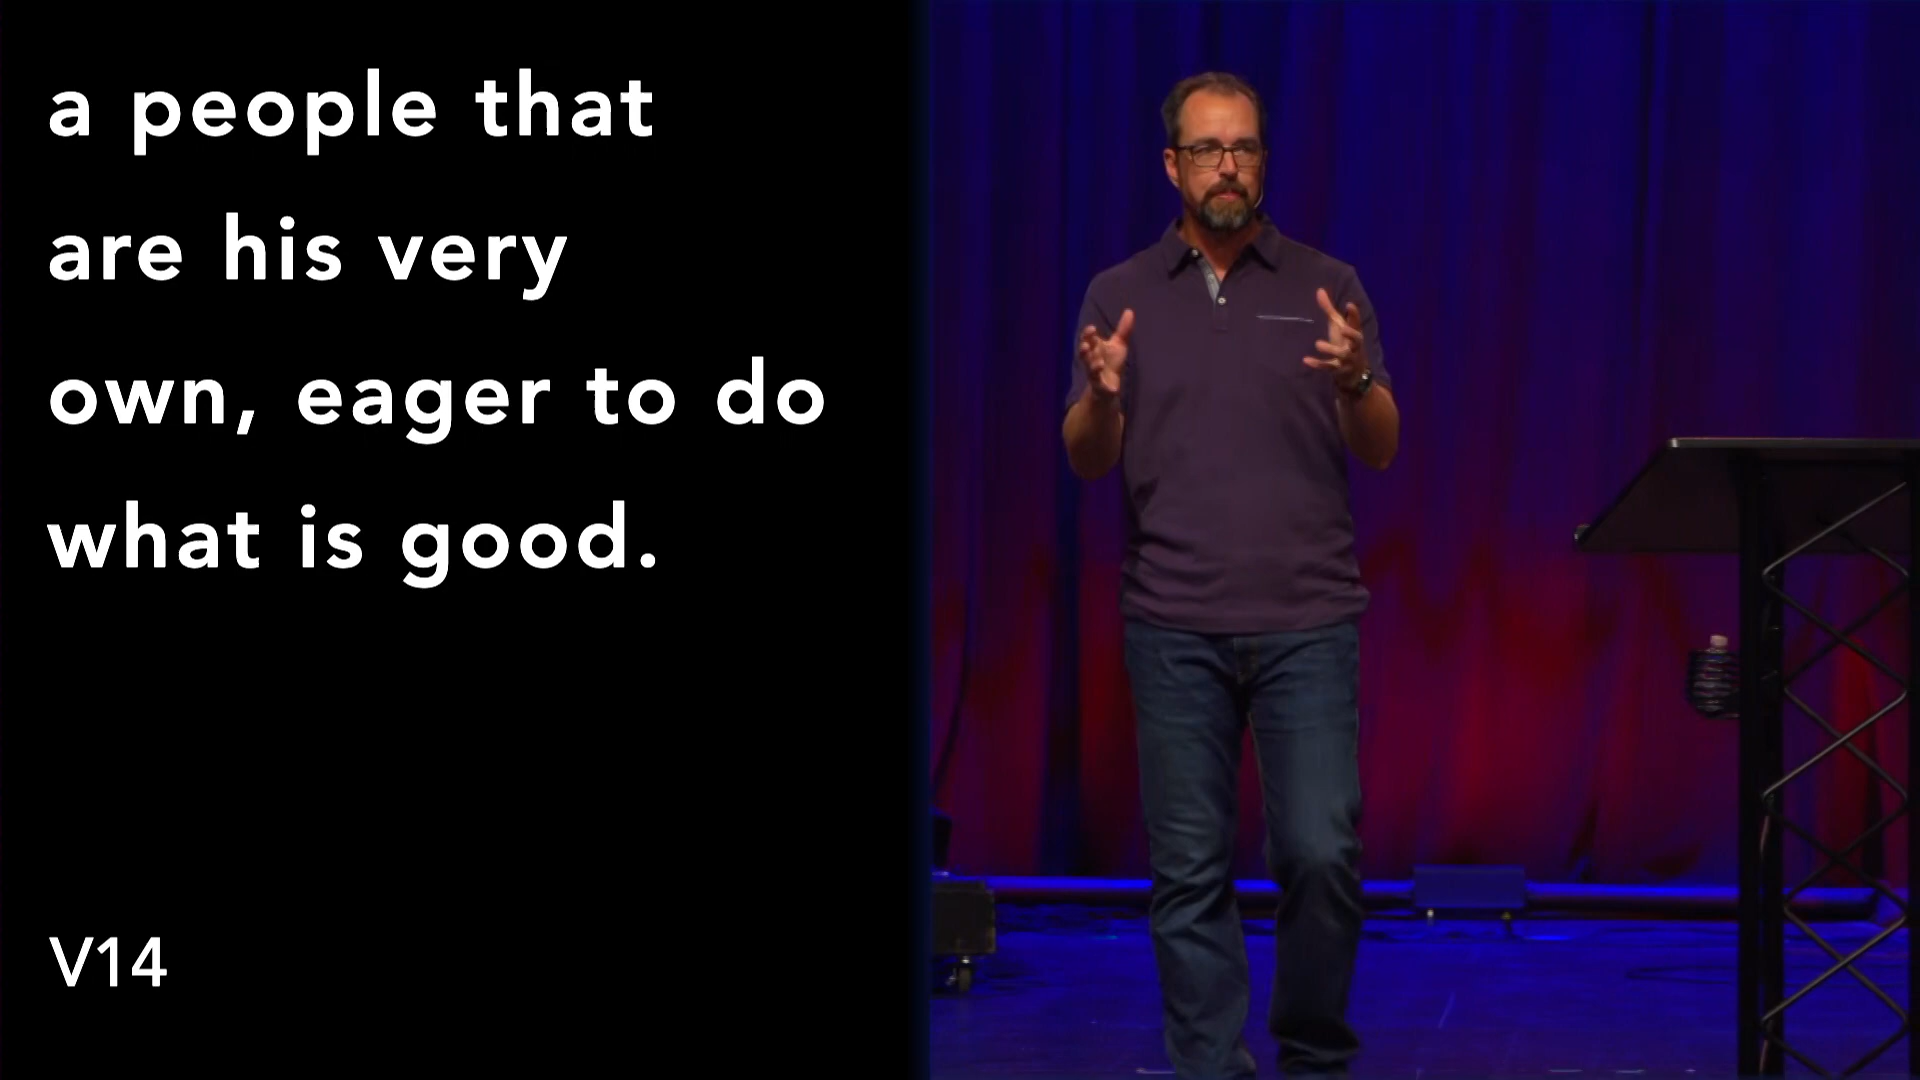 a people that
are his very
own, eager to do
what is good.
V14